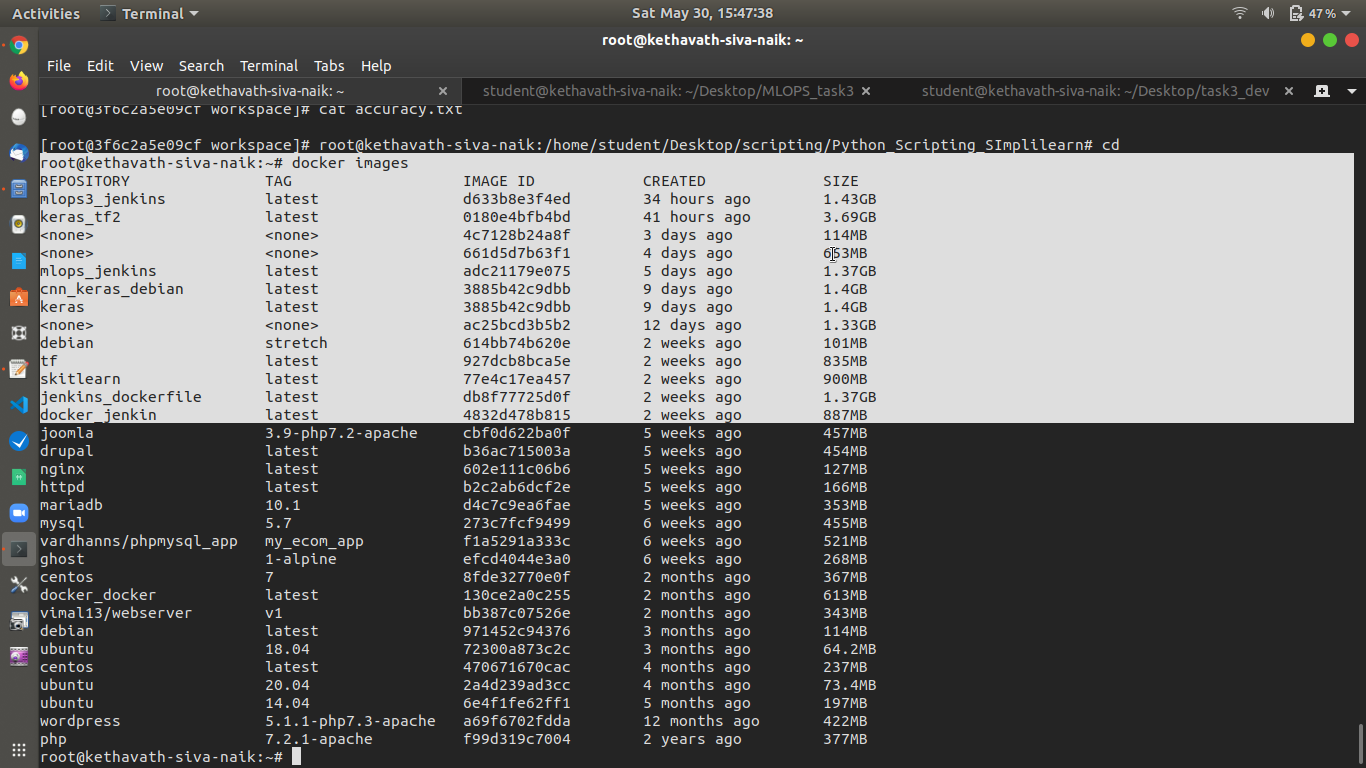 Activities Terminal Sat May 30, 15:47:38 47%
root@kethavath-siva-naik: ~
File Edit View Search Terminal Tabs Help
root@kethavath-siva-naik: ~ student@kethavath-siva-naik: ~/Desktop/MLOPS_task3 student@kethavath-siva-naik: ~/Desktop/task3_dev
[root@3f6c2a5e09cf workspace]# cat accuracy.txt
[root@3f6c2a5e09cf workspace]# root@kethavath-siva-naik:/home/student/Desktop/scripting/Python_Scripting_SImplilearn# cd
root@kethavath-siva-naik:~# docker images
REPOSITORY TAG IMAGE ID CREATED SIZE
mlops3_jenkins latest d633b8e3f4ed 34 hours ago 1.43GB
keras_tf2 latest 0180e4bfb4bd 41 hours ago 3.69GB
<none> <none> 4c7128b24a8f 3 days ago 114MB
<none> <none> 661d5d7b63f1 4 days ago
mlops_jenkins latest adc21179e075 5 days ago 1.37GB
cnn_keras_debian latest 3885b42c9dbb 9 days ago 1.4GB
keras latest 3885b42c9dbb 9 days ago 1.4GB
<none> <none> ac25bcd3b5b2 12 days ago 1.33GB
debian stretch 614bb74b620e 2 weeks ago 101MB
tf latest 927dcb8bca5e 2 weeks ago 835MB
skitlearn latest 77e4c17ea457 2 weeks ago 900MB
jenkins_dockerfile latest db8f77725d0f 2 weeks ago 1.37GB
docker_jenkin latest 4832d478b815 2 weeks ago 887MB
joomla 3.9-php7.2-apache cbf0d622ba0f 5 weeks ago 457MB
drupal latest b36ac715003a 5 weeks ago 454MB
nginx latest 602e111c06b6 5 weeks ago 127MB
httpd latest b2c2ab6dcf2e 5 weeks ago 166MB
mariadb 10.1 d4c7c9ea6fae 5 weeks ago 353MB
mysql 5.7 273c7fcf9499 6 weeks ago 455MB
vardhanns/phpmysql_app my_ecom_app f1a5291a333c 6 weeks ago 521MB
ghost 1-alpine efcd4044e3a0 6 weeks ago 268MB
centos 7 8fde32770e0f 2 months ago 367MB
docker_docker latest 130ce2a0c255 2 months ago 613MB
vimal13/webserver v1 bb387c07526e 2 months ago 343MB
debian latest 971452c94376 3 months ago 114MB
ubuntu 18.04 72300a873c2c 3 months ago 64.2MB
centos latest 470671670cac 4 months ago 237MB
ubuntu 20.04 2a4d239ad3cc 4 months ago 73.4MB
ubuntu 14.04 6e4f1fe62ff1 5 months ago 197MB
wordpress 5.1.1-php7.3-apache a69f6702fdda 12 months ago 422MB
php 7.2.1-apache f99d319c7004 2 years ago 377MB
root@kethavath-siva-naik:~#